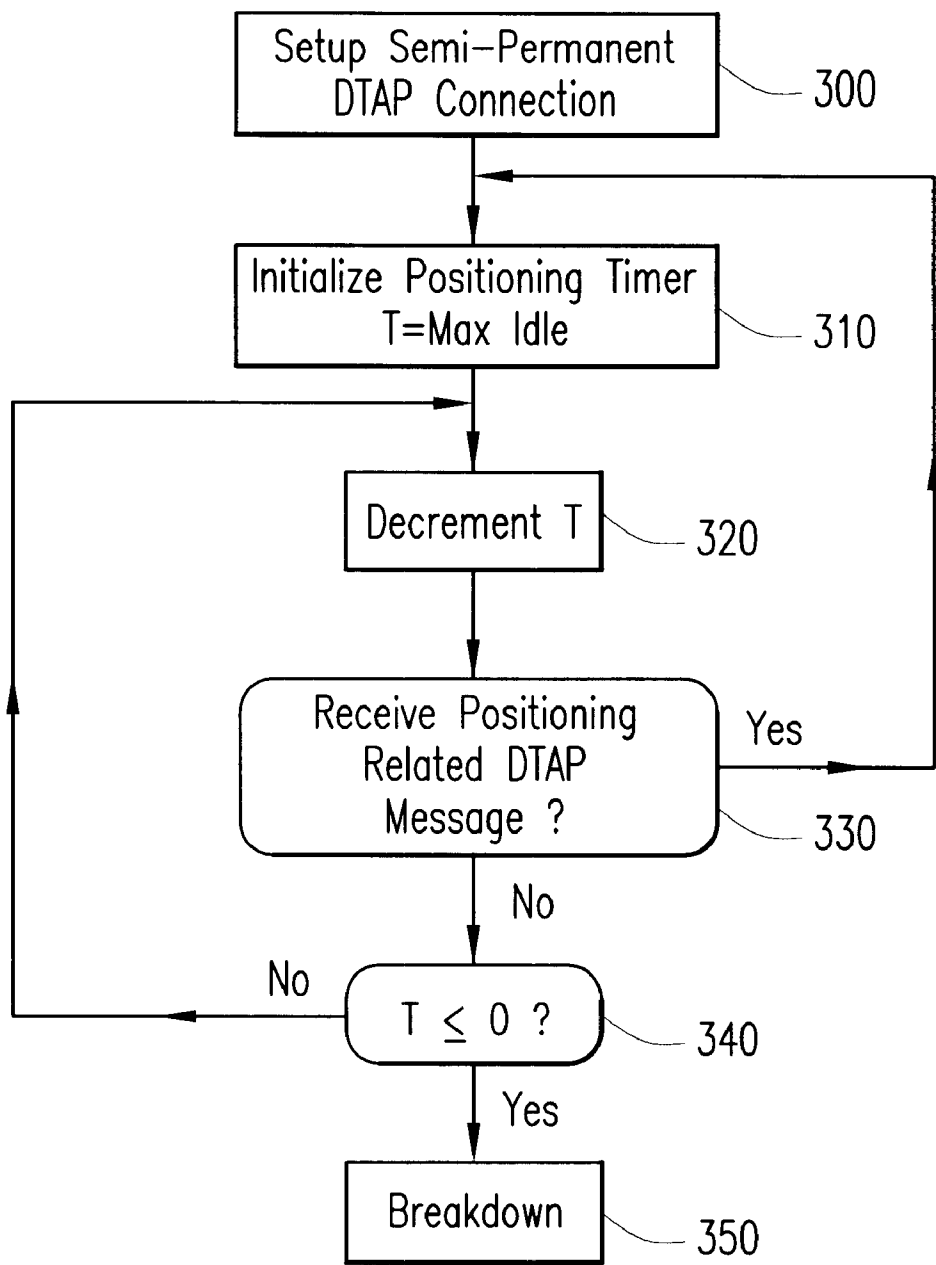 Setup Semi-Permanent
DTAP Connection
300
Initialize Positioning Timer
T=Max Idle
310
Decrement T
320
Receive Positioning
Related DTAP
Message ?
Yes
330
No
No
T ≤ 0 ?
340
Yes
Breakdown
350